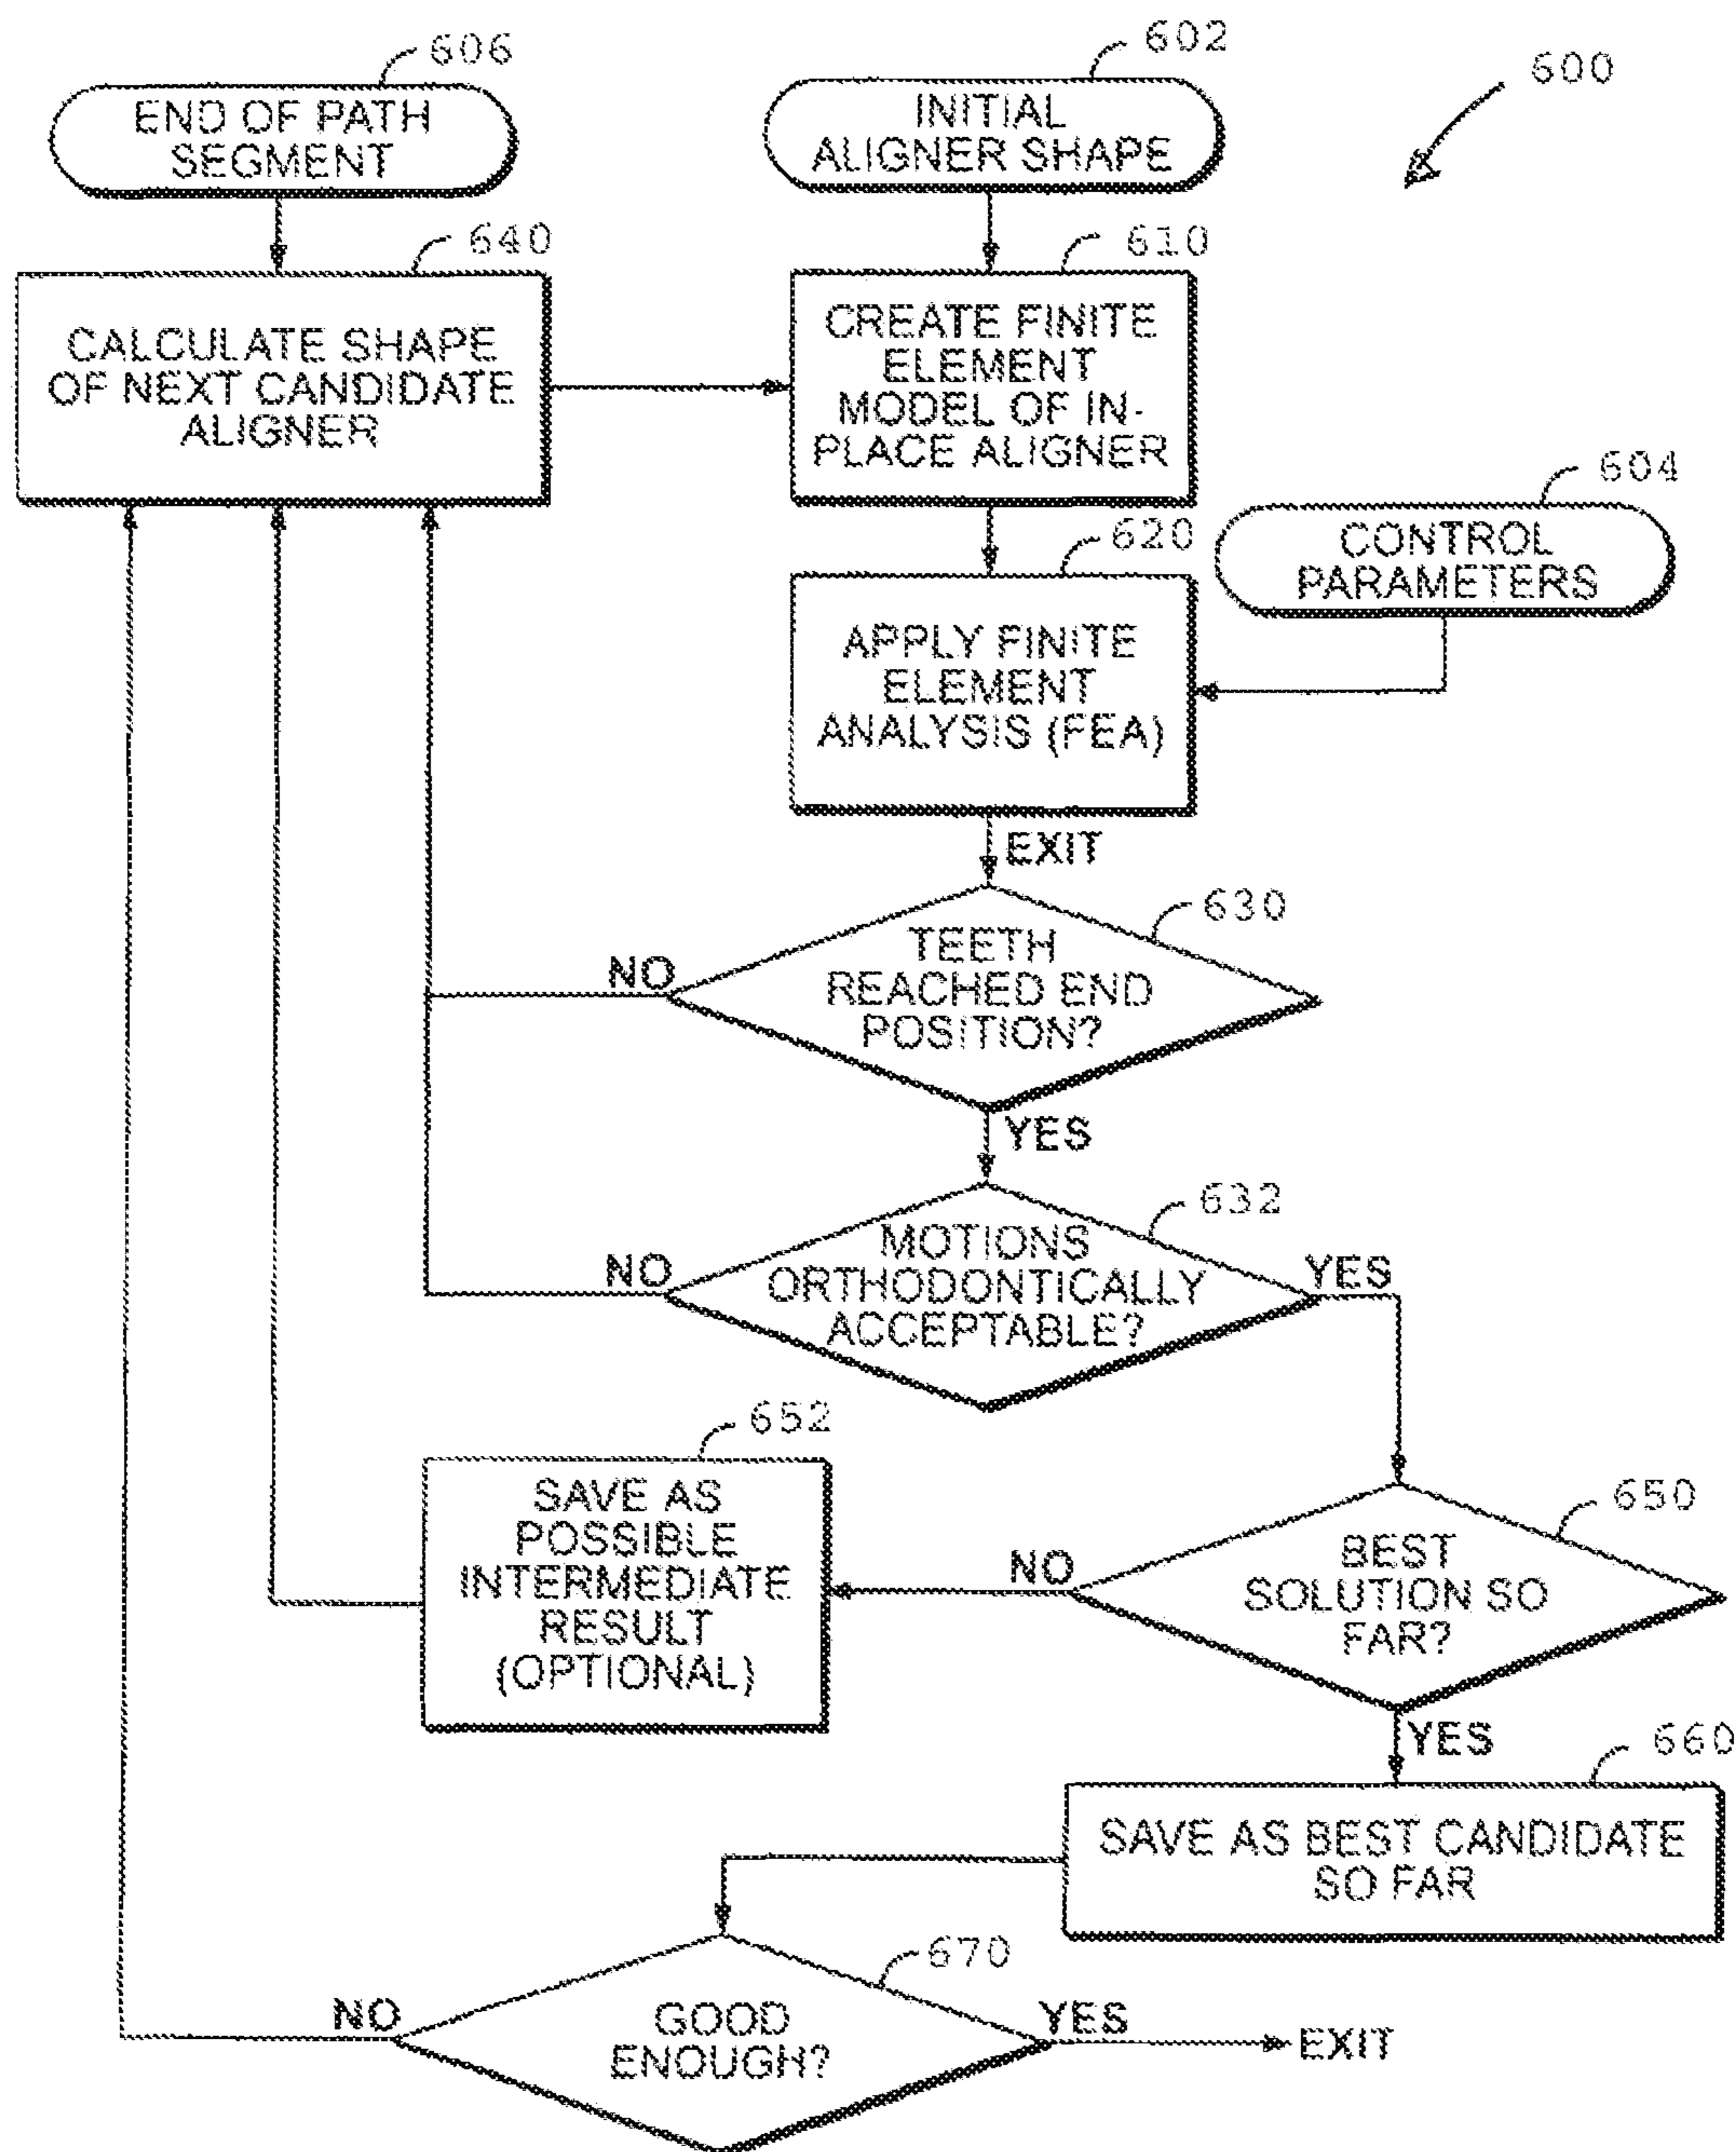 606
END OF PATH
SEGMENT
602
INITIAL
ALIGNER SHAPE
600
640
CALCULATE SHAPE
OF NEXT CANDIDATE
ALIGNER
610
CREATE FINITE
ELEMENT
MODEL OF IN-
PLACE ALIGNER
604
CONTROL
PARAMETERS
620
APPLY FINITE
ELEMENT
ANALYSIS (FEA)
EXIT
630
TEETH
REACHED END
POSITION?
NO
YES
632
MOTIONS
ORTHODONTICALLY
ACCEPTABLE?
NO
YES
652
SAVE AS
POSSIBLE
INTERMEDIATE
RESULT
(OPTIONAL)
650
BEST
SOLUTION SO
FAR?
NO
YES
660
SAVE AS BEST CANDIDATE
SO FAR
670
GOOD
ENOUGH?
NO
YES
EXIT